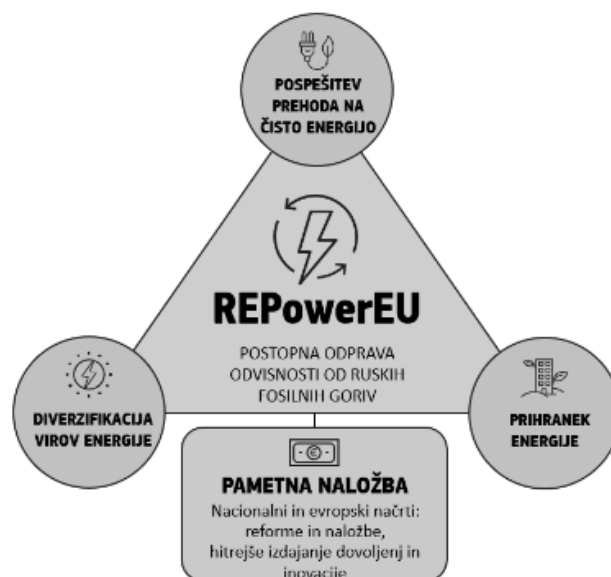 POSPEŠITEV
PREHODA NA
ČISTO ENERGIJO
REPowerEU
POSTOPNA ODPRAVA
ODVISNOSTI OD RUSKIH
FOSILNIH GORIV
DIVERZIFIKACIJA
VIROV ENERGIJE
PRIHRANEK
ENERGIJE
PAMETNA NALOŽBA
Nacionalni in evropski načrti:
reforme in naložbe,
hitrejše izdajanje dovoljenj in
inovacije